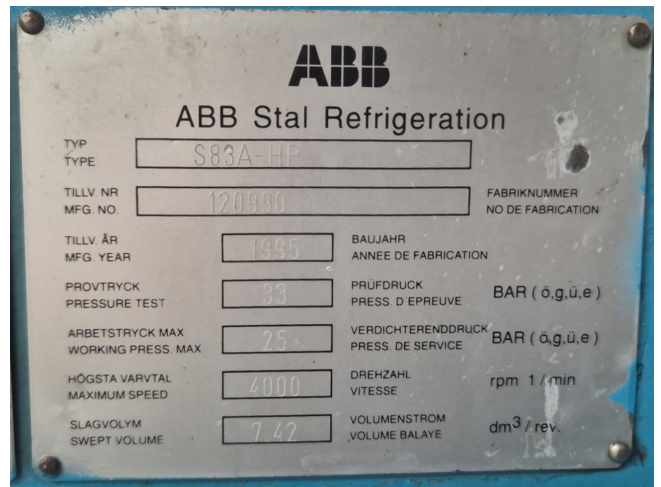 ABB
ABB Stal Refrigeration
TYP
TYPE
S83A-HP
TILLV. NR
MFG. NO.
FABRIKNUMMER
NO DE FABRICATION
TILLV. ÅR
MFG. YEAR
1995
BAUJAHR
ANNEE DE FABRICATION
PROVTRYCK
PRESSURE TEST
33
PRÜFDRUCK
PRESS. D'EPREUVE
BAR ( ö,g,ü,e )
ARBETSTRYCK MAX
WORKING PRESS. MAX
25
VERDICHTERENDDRUCK
PRESS. DE SERVICE
BAR ( ö,g,ü,e )
HÖGSTA VARVTAL
MAXIMUM SPEED
4000
DREHZAHL
VITESSE
rpm 1 / min
SLAGVOLYM
SWEPT VOLUME
7.42
VOLUMENSTROM
VOLUME BALAYE
dm³ / rev.